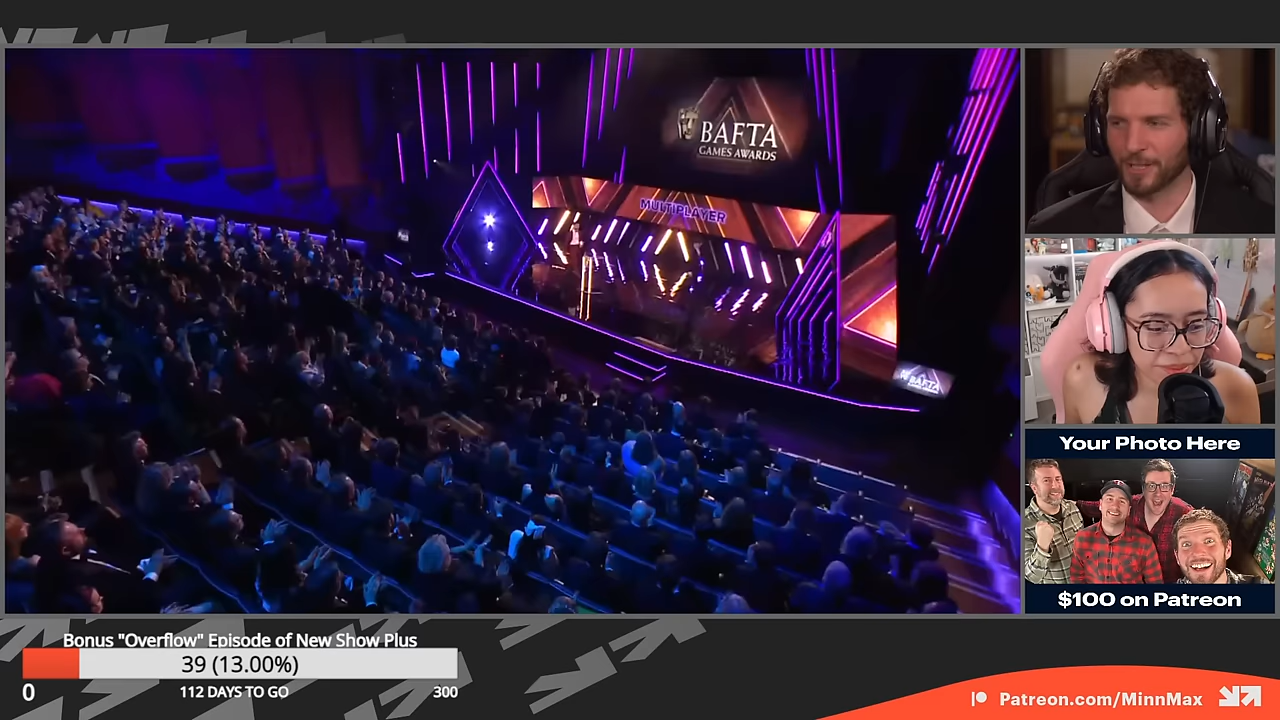 BAFTA
GAMES AWARDS
MULTIPLAYER
BAFTA
Your Photo Here
$100 on Patreon
Bonus "Overflow" Episode of New Show Plus
39 (13.00%)
0
112 DAYS TO GO
300
Patreon.com/MinnMax